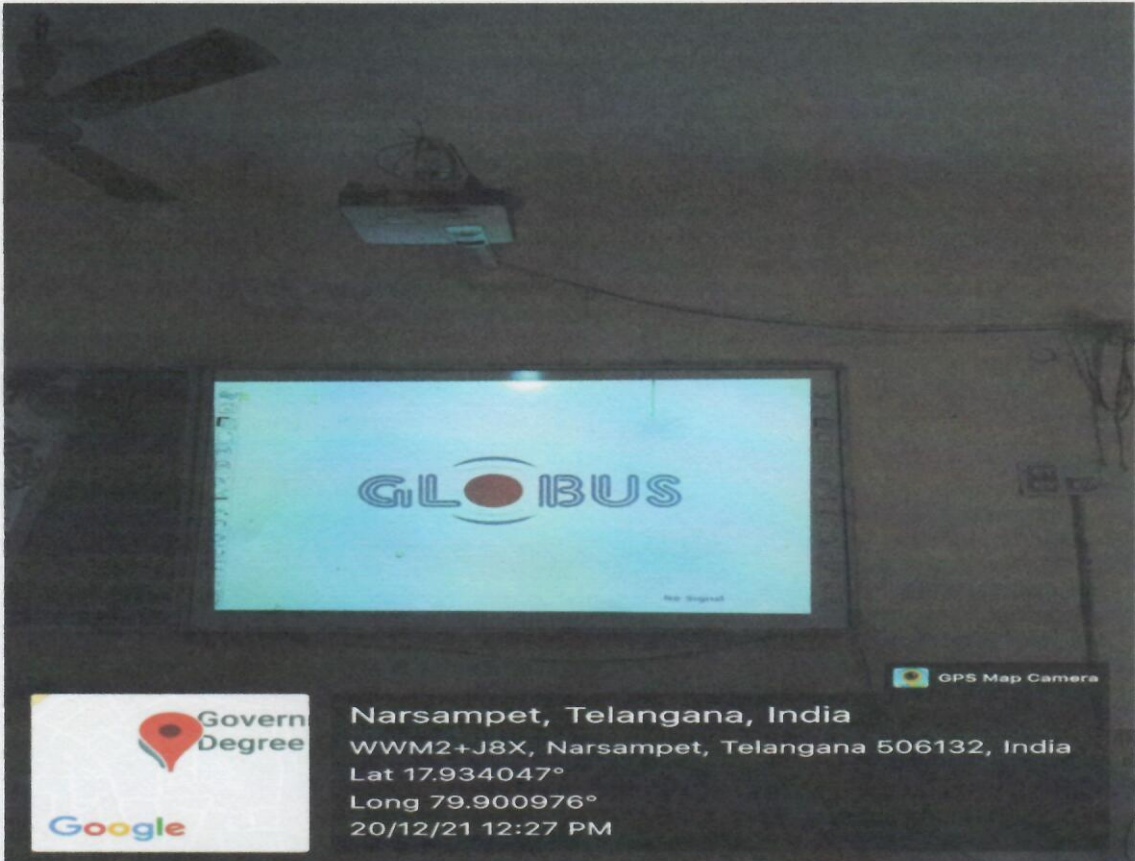 GLOBUS
No Signal
GPS Map Camera
Govern
Degree
Google
Narsampet, Telangana, India
WWM2+J8X, Narsampet, Telangana 506132, India
Lat 17.934047°
Long 79.900976°
20/12/21 12:27 PM